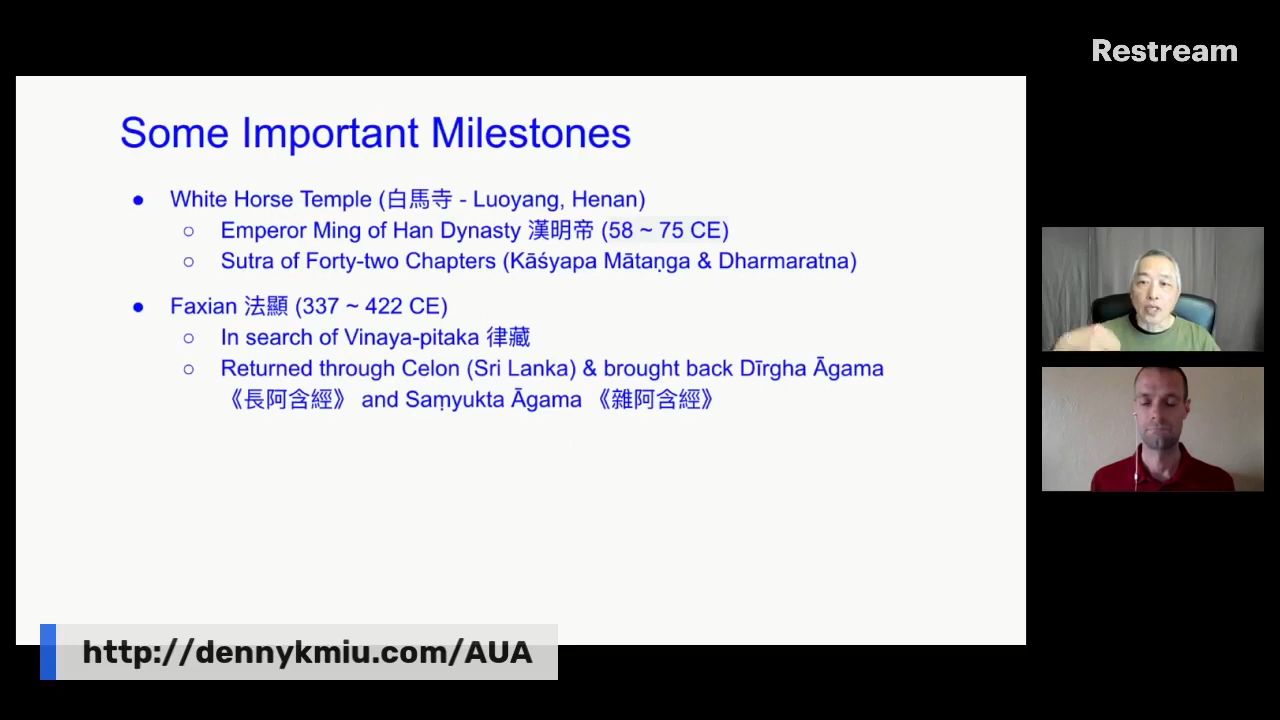 Restream
Some Important Milestones
● White Horse Temple (白馬寺 - Luoyang, Henan)
○ Emperor Ming of Han Dynasty 漢明帝 (58 ~ 75 CE)
○ Sutra of Forty-two Chapters (Kāśyapa Mātaṇga & Dharmaratna)
● Faxian 法顯 (337 ~ 422 CE)
○ In search of Vinaya-pitaka 律藏
○ Returned through Celon (Sri Lanka) & brought back Dīrgha Āgama
《長阿含經》 and Saṃyukta Āgama 《雜阿含經》
http://dennykmiu.com/AUA